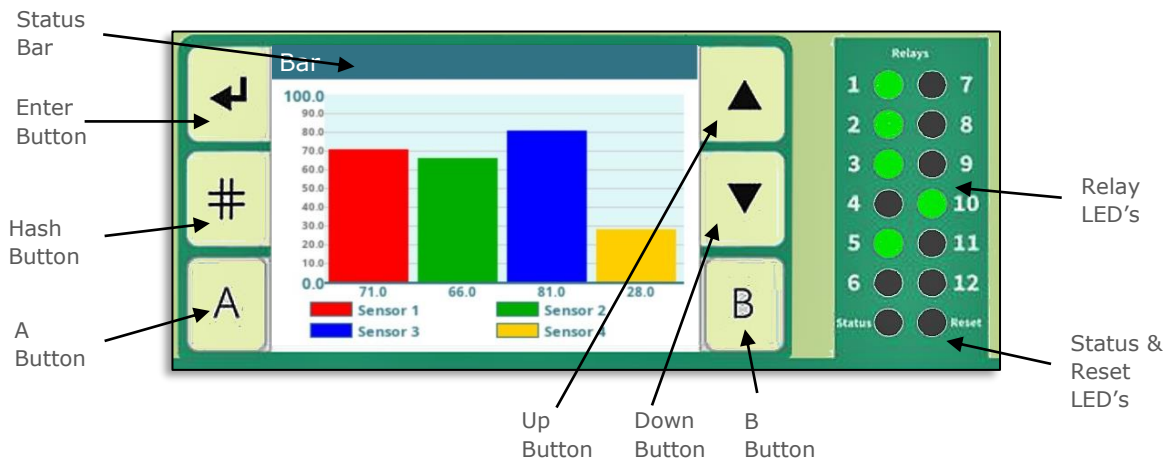 Status
Bar
Enter
Button
Hash
Button
A
Button
#
A
Bar
100.0
90.0
80.0
70.0
60.0
50.0
40.0
30.0
20.0
10.0
0.0
71.0 66.0 81.0 28.0
Sensor 1 Sensor 2
Sensor 3 Sensor 4
B
Relays
1 7
2 8
3 9
4 10
5 11
6 12
Status Reset
Relay
LED's
Status &
Reset
LED's
Up
Button
Down
Button
B
Button